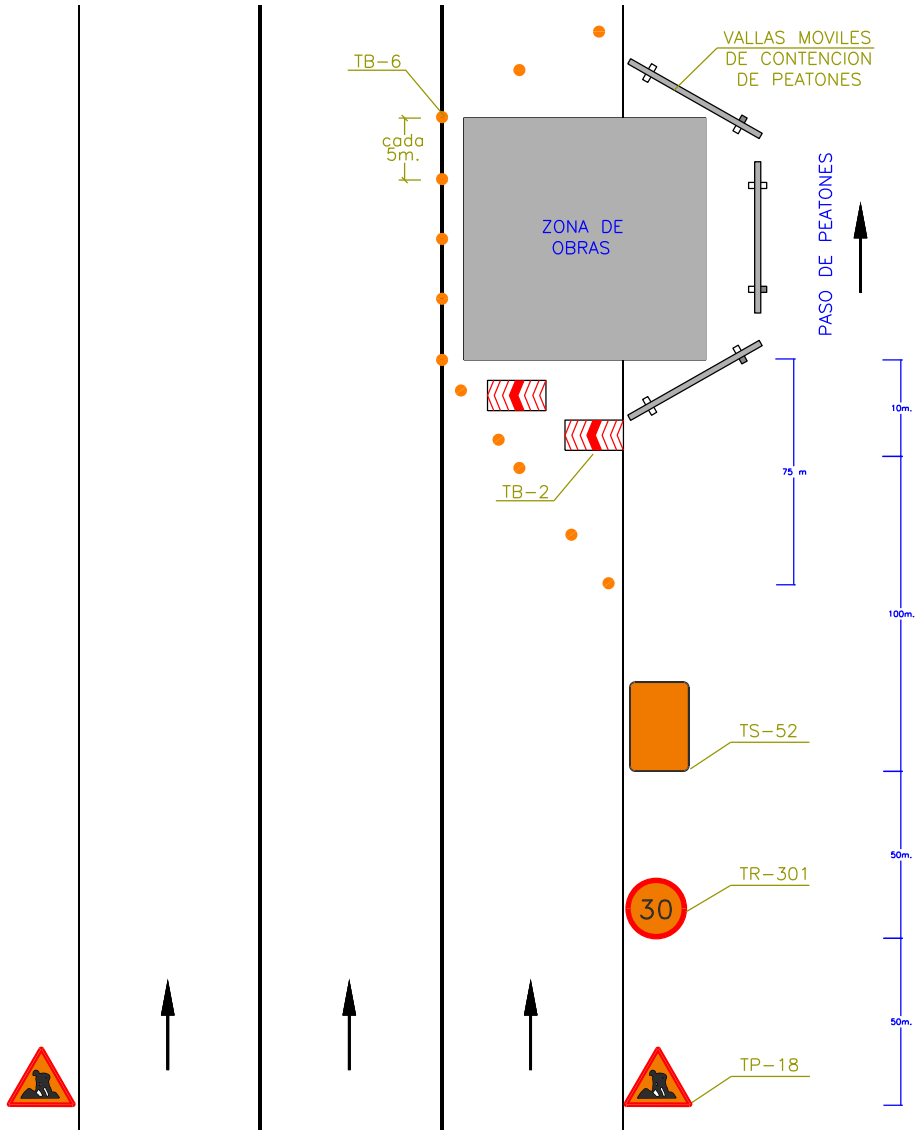 VALLAS MOVILES
DE CONTENCION
DE PEATONES
TB-6
cada
5m.
ZONA DE
OBRAS
PASO DE PEATONES
10m.
75 m
TB-2
100m.
TS-52
50m.
TR-301
30
50m.
TP-18